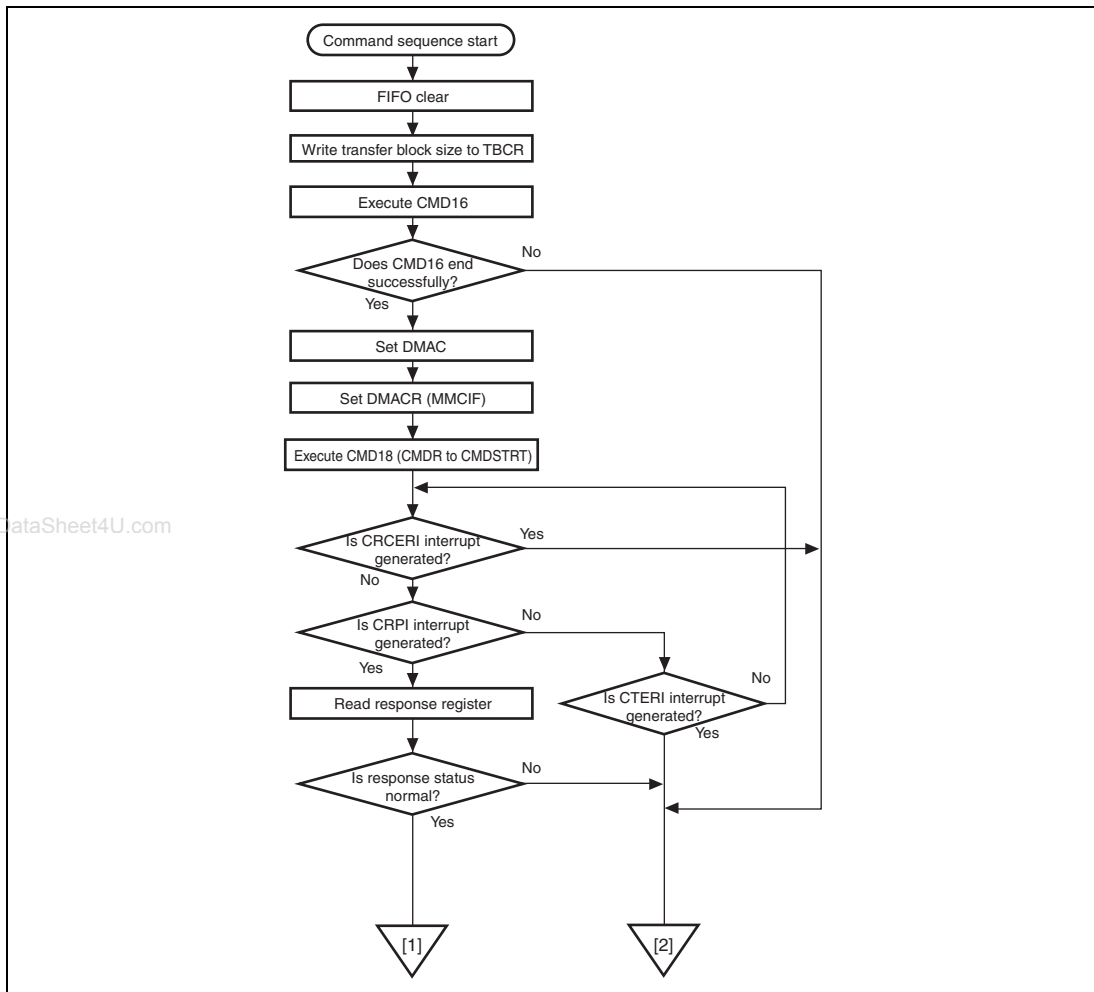 Command sequence start
FIFO clear
Write transfer block size to TBCR
Execute CMD16
No
Does CMD16 end
successfully?
Yes
Set DMAC
Set DMACR (MMCIF)
Execute CMD18 (CMDR to CMDSTRT)
DataSheet4U.com
Is CRCERI interrupt
generated?
Yes
No
Is CRPI interrupt
generated?
No
Yes
Read response register
Is CTERI interrupt
generated?
No
Yes
Is response status
normal?
No
Yes
[1]
[2]